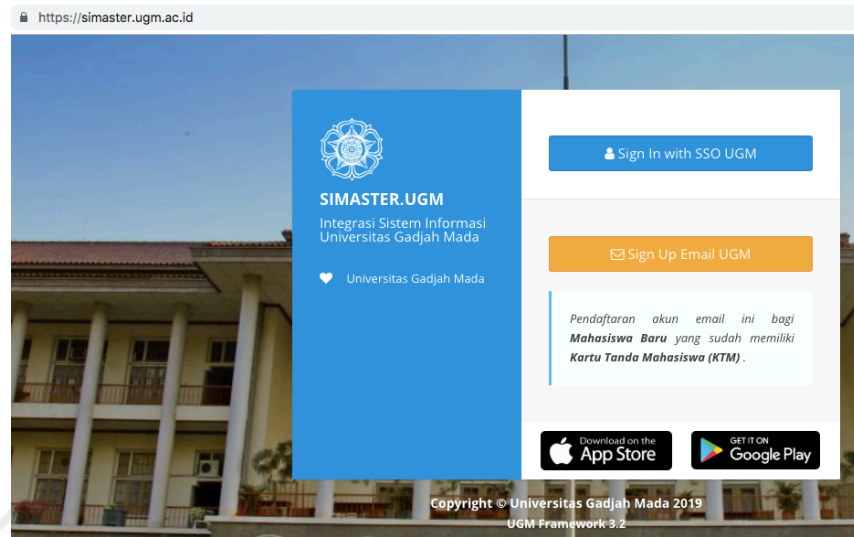 https://simaster.ugm.ac.id
SIMASTER.UGM
Integrasi Sistem Informasi
Universitas Gadjah Mada
Universitas Gadjah Mada
Sign In with SSO UGM
Sign Up Email UGM
Pendaftaran akun email ini bagi
Mahasiswa Baru yang sudah memiliki
Kartu Tanda Mahasiswa (KTM) .
Download on the
App Store
GET IT ON
Google Play
Copyright © Universitas Gadjah Mada 2019
UGM Framework 3.2